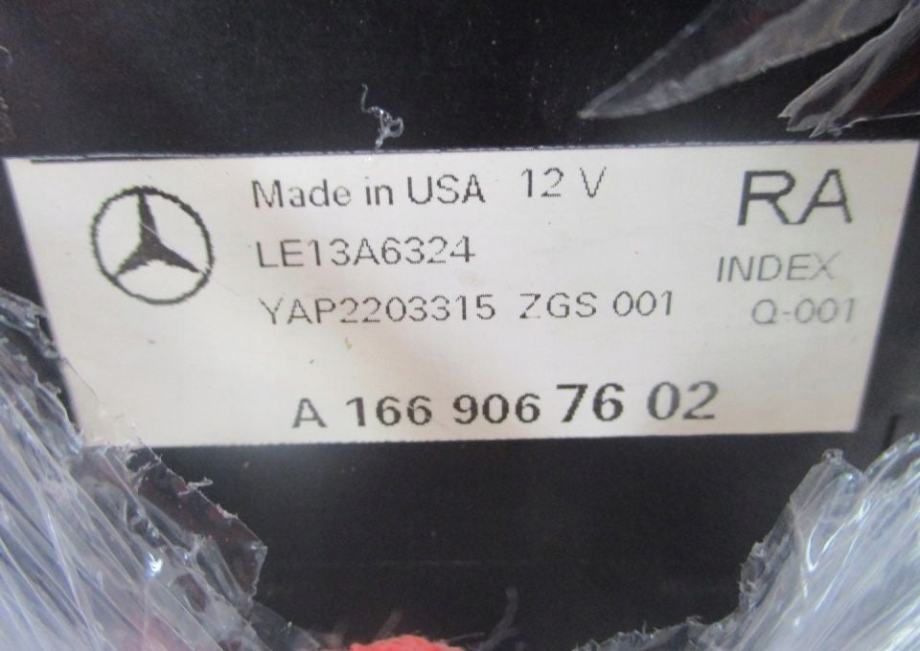 Made in USA 12 V RA
LE13A6324 INDEX
YAP2203315 ZGS 001 Q-001
A 166 906 76 02